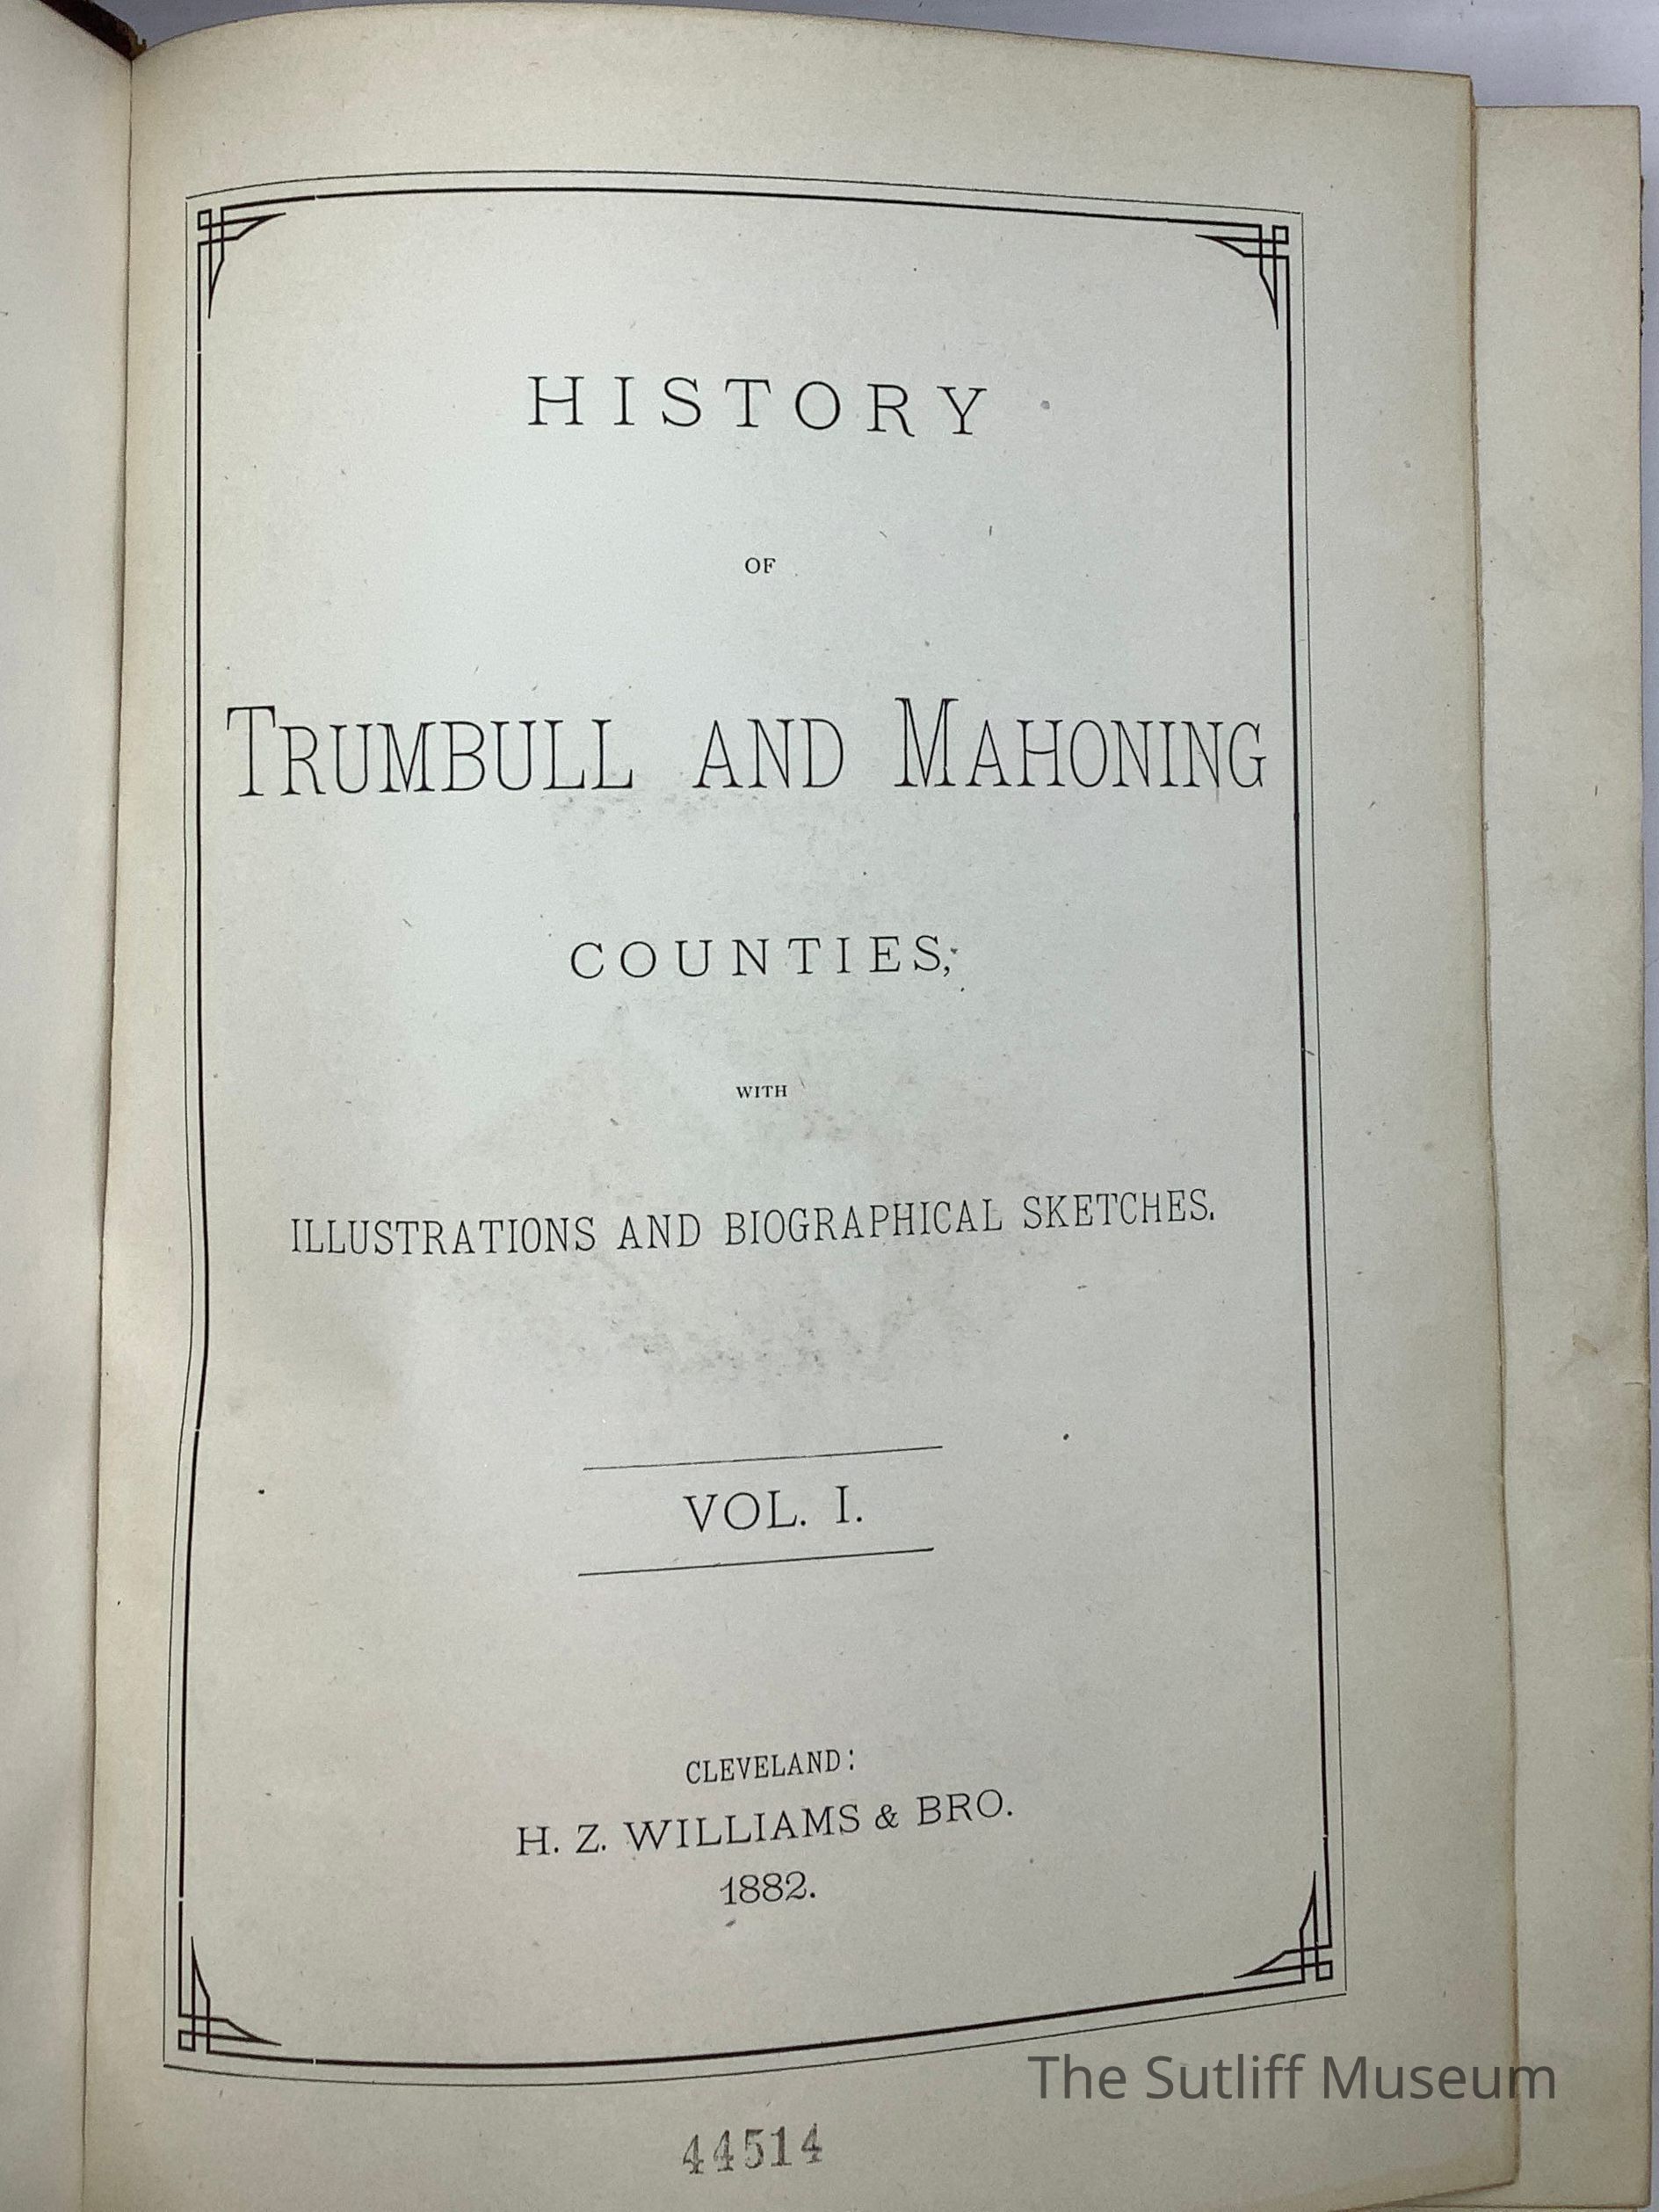 HISTORY
OF
TRUMBULL AND MAHONING
COUNTIES;
WITH
ILLUSTRATIONS AND BIOGRAPHICAL SKETCHES.
VOL. I.
CLEVELAND:
H. Z. WILLIAMS & BRO.
1882.
The Sutliff Museum
44514